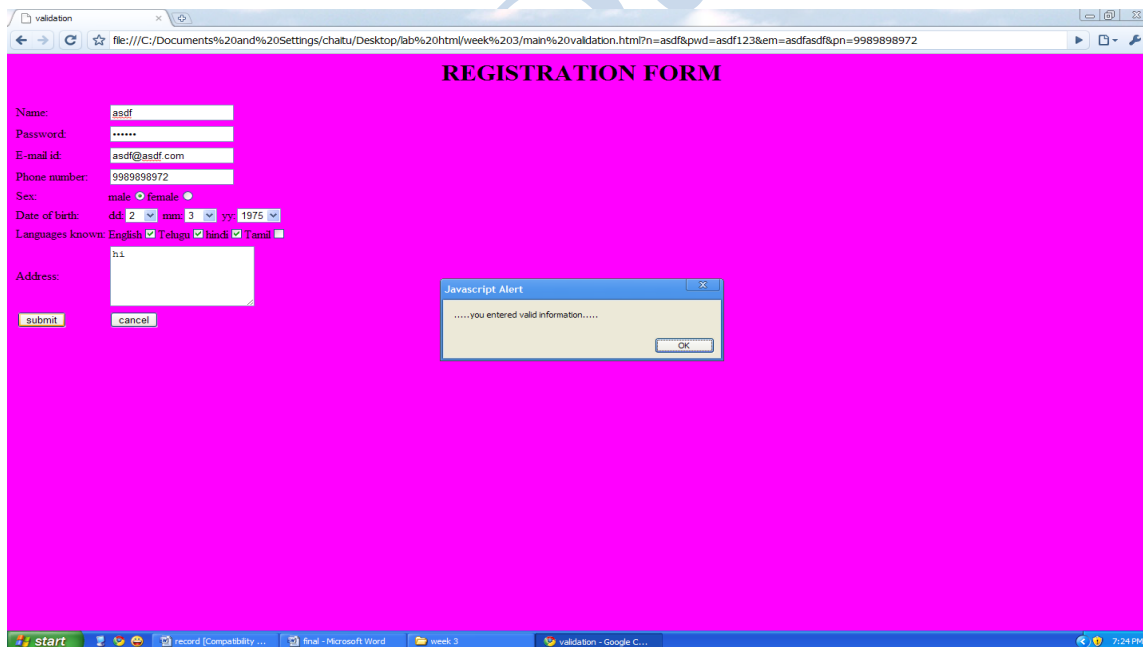 validation
file:///C:/Documents%20and%20Settings/chaitu/Desktop/lab%20html/week%203/main%20validation.html?n=asdf&pwd=asdf123&em=asdfasdf&pn=9989898972
REGISTRATION FORM
Name: asdf
Password: ••••••
E-mail id: asdf@asdf.com
Phone number: 9989898972
Sex: male female
Date of birth: dd: 2 mm: 3 yy: 1975
Languages known: English Telugu hindi Tamil
Address: hi
submit cancel
Javascript Alert
.....you entered valid information.....
OK
start record [Compatibility ... final - Microsoft Word week 3 validation - Google C... 7:24 PM